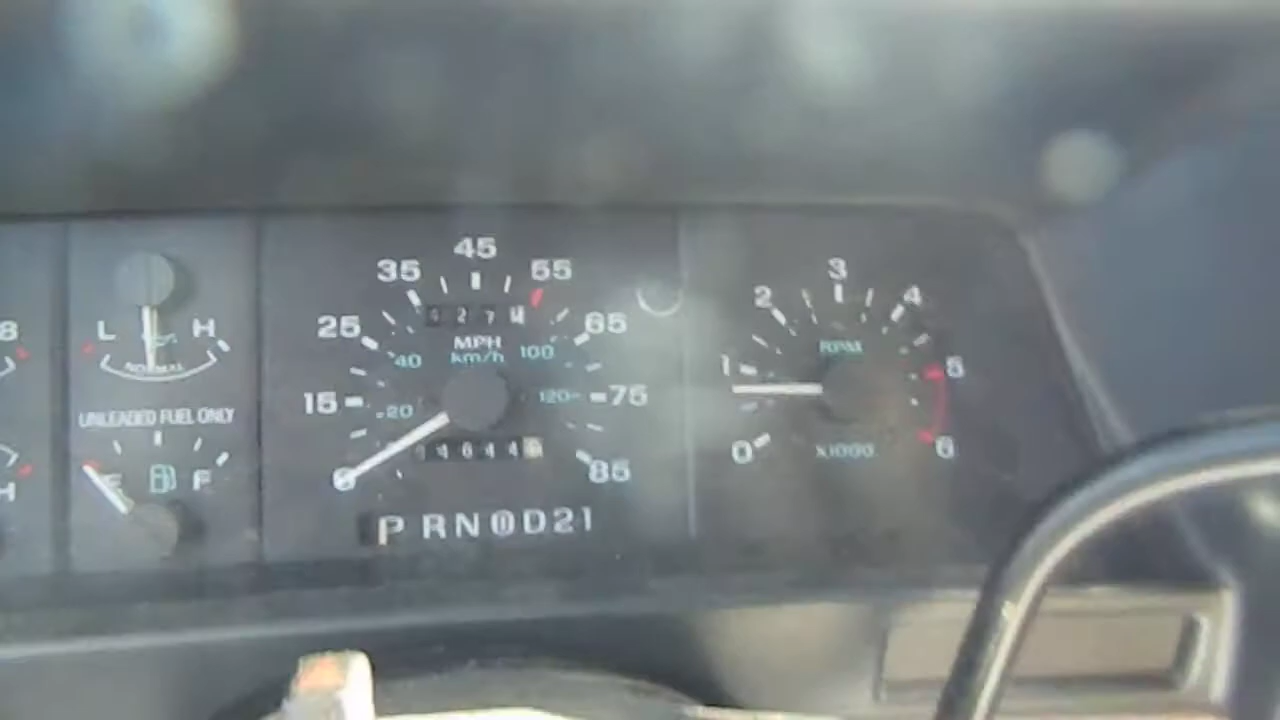 45
35 55
3
2 4
8
L H
25 65
MPH
km/h
40 100
RPM
NORMAL
1 5
15 20 120 75
UNLEADED FUEL ONLY
0 6
X1000
E F
85
H
P R N D 2 1